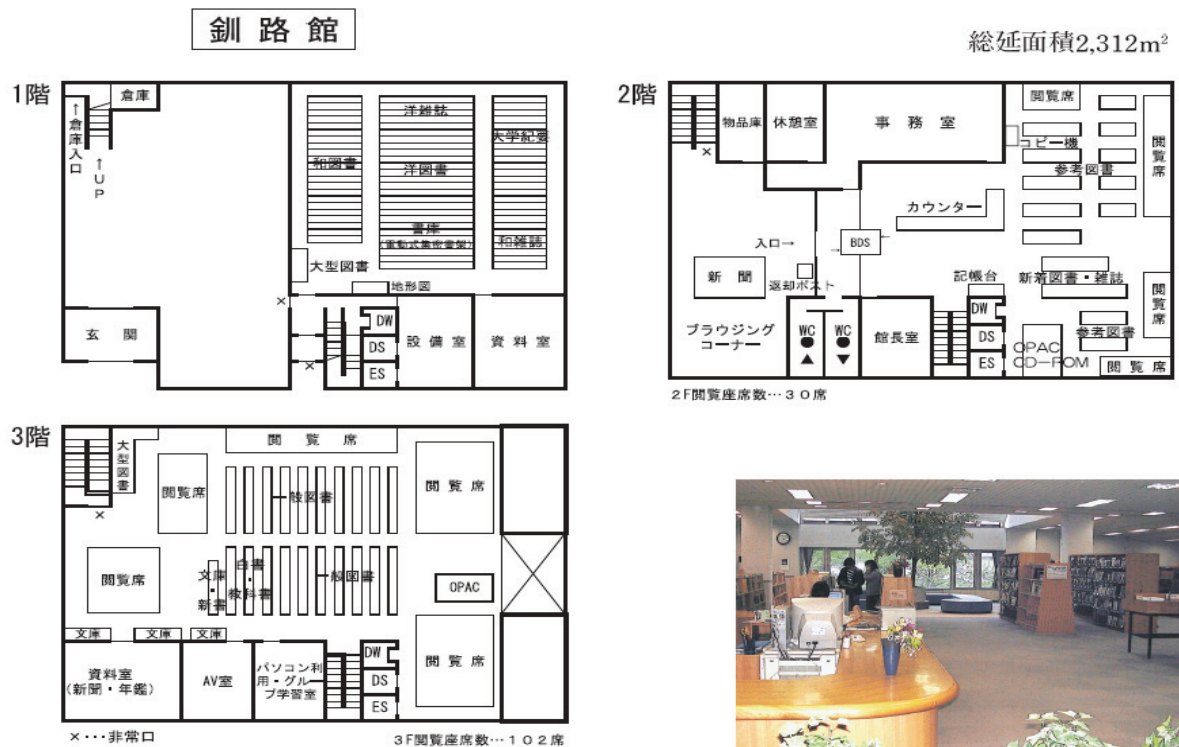 釧路館
総延面積2,312m²
1階
倉庫
↑倉庫入口
↑UP
洋雑誌
大学紀要
和図書
洋図書
書庫
(電動式集密書架)
和雑誌
大型図書
地形図
玄関
DW
DS
ES
設備室
資料室
×
×
2階
物品庫
休憩室
事務室
閲覧席
コピー機
閲覧席
参考図書
×
カウンター
入口→
→
BDS
←
新聞
返却ポスト
記帳台
新着図書・雑誌
閲覧席
ブラウジング
コーナー
WC
▲
WC
▼
館長室
DW
DS
ES
OPAC
CD-ROM
参考図書
閲覧席
2F閲覧座席数…30席
3階
大型図書
×
閲覧席
閲覧席
一般図書
閲覧席
閲覧席
文庫・新書
白書・教科書
一般図書
OPAC
文庫
文庫
文庫
資料室
(新聞・年鑑)
AV室
パソコン利
用・グルー
プ学習室
DW
DS
ES
閲覧席
×…非常口
3F閲覧座席数…102席